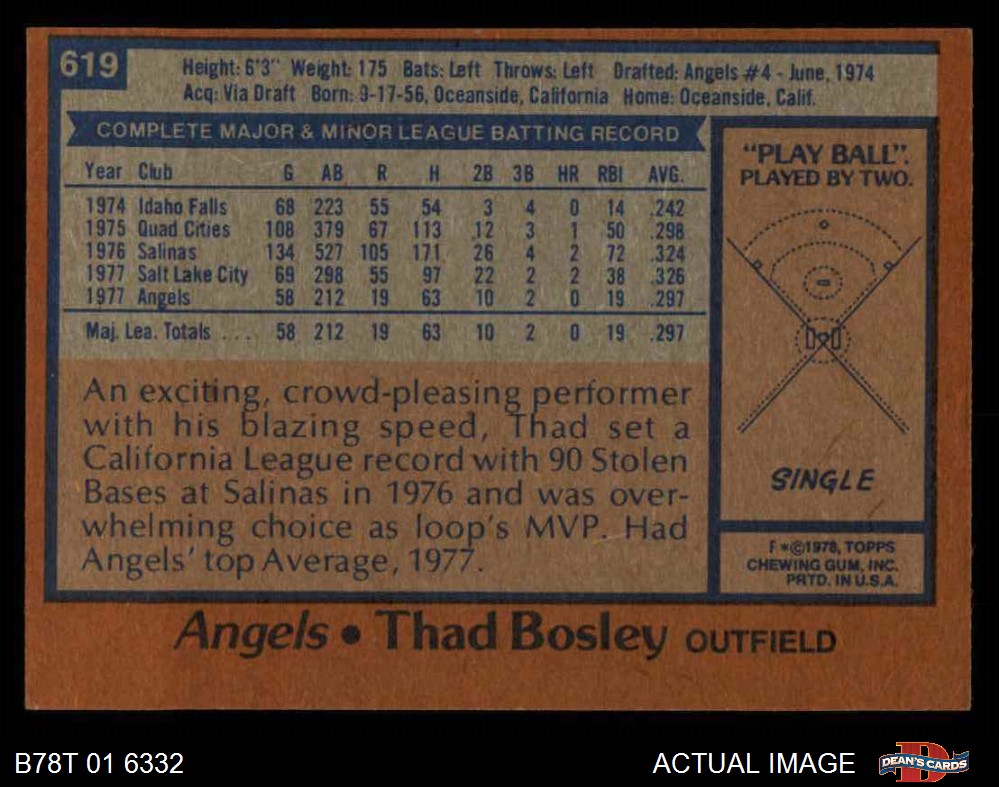 619
Height: 6'3" Weight: 175 Bats: Left Throws: Left Drafted: Angels #4 - June, 1974
Acq: Via Draft Born: 9-17-56, Oceanside, California Home: Oceanside, Calif.
COMPLETE MAJOR & MINOR LEAGUE BATTING RECORD
Year Club G AB R H 2B 3B HR RBI AVG.
1974 Idaho Falls 68 223 55 54 3 4 0 14 .242
1975 Quad Cities 108 379 67 113 12 3 1 50 .298
1976 Salinas 134 527 105 171 26 4 2 72 .324
1977 Salt Lake City 69 298 55 97 22 2 2 38 .326
1977 Angels 58 212 19 63 10 2 0 19 .297
Maj. Lea. Totals . . . 58 212 19 63 10 2 0 19 .297
An exciting, crowd-pleasing performer
with his blazing speed, Thad set a
California League record with 90 Stolen
Bases at Salinas in 1976 and was over-
whelming choice as loop's MVP. Had
Angels' top Average, 1977.
"PLAY BALL".
PLAYED BY TWO.
SINGLE
F *©1978, TOPPS
CHEWING GUM, INC.
PRTD. IN U.S.A.
Angels • Thad Bosley OUTFIELD
B78T 01 6332
ACTUAL IMAGE
DEAN'S CARDS